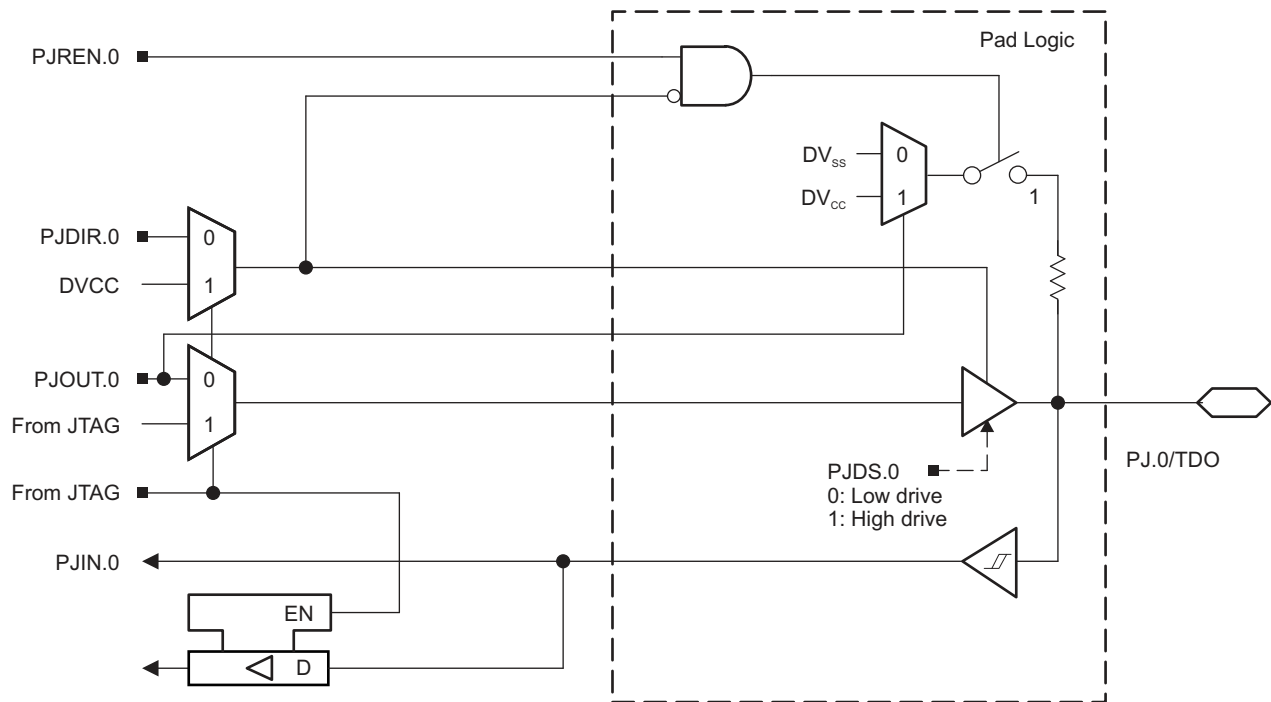 Pad Logic
PJREN.0
DVSS
0
DVCC
1
1
PJDIR.0
0
DVCC
1
PJOUT.0
0
From JTAG
1
PJDS.0
0: Low drive
1: High drive
PJ.0/TDO
From JTAG
PJIN.0
EN
D